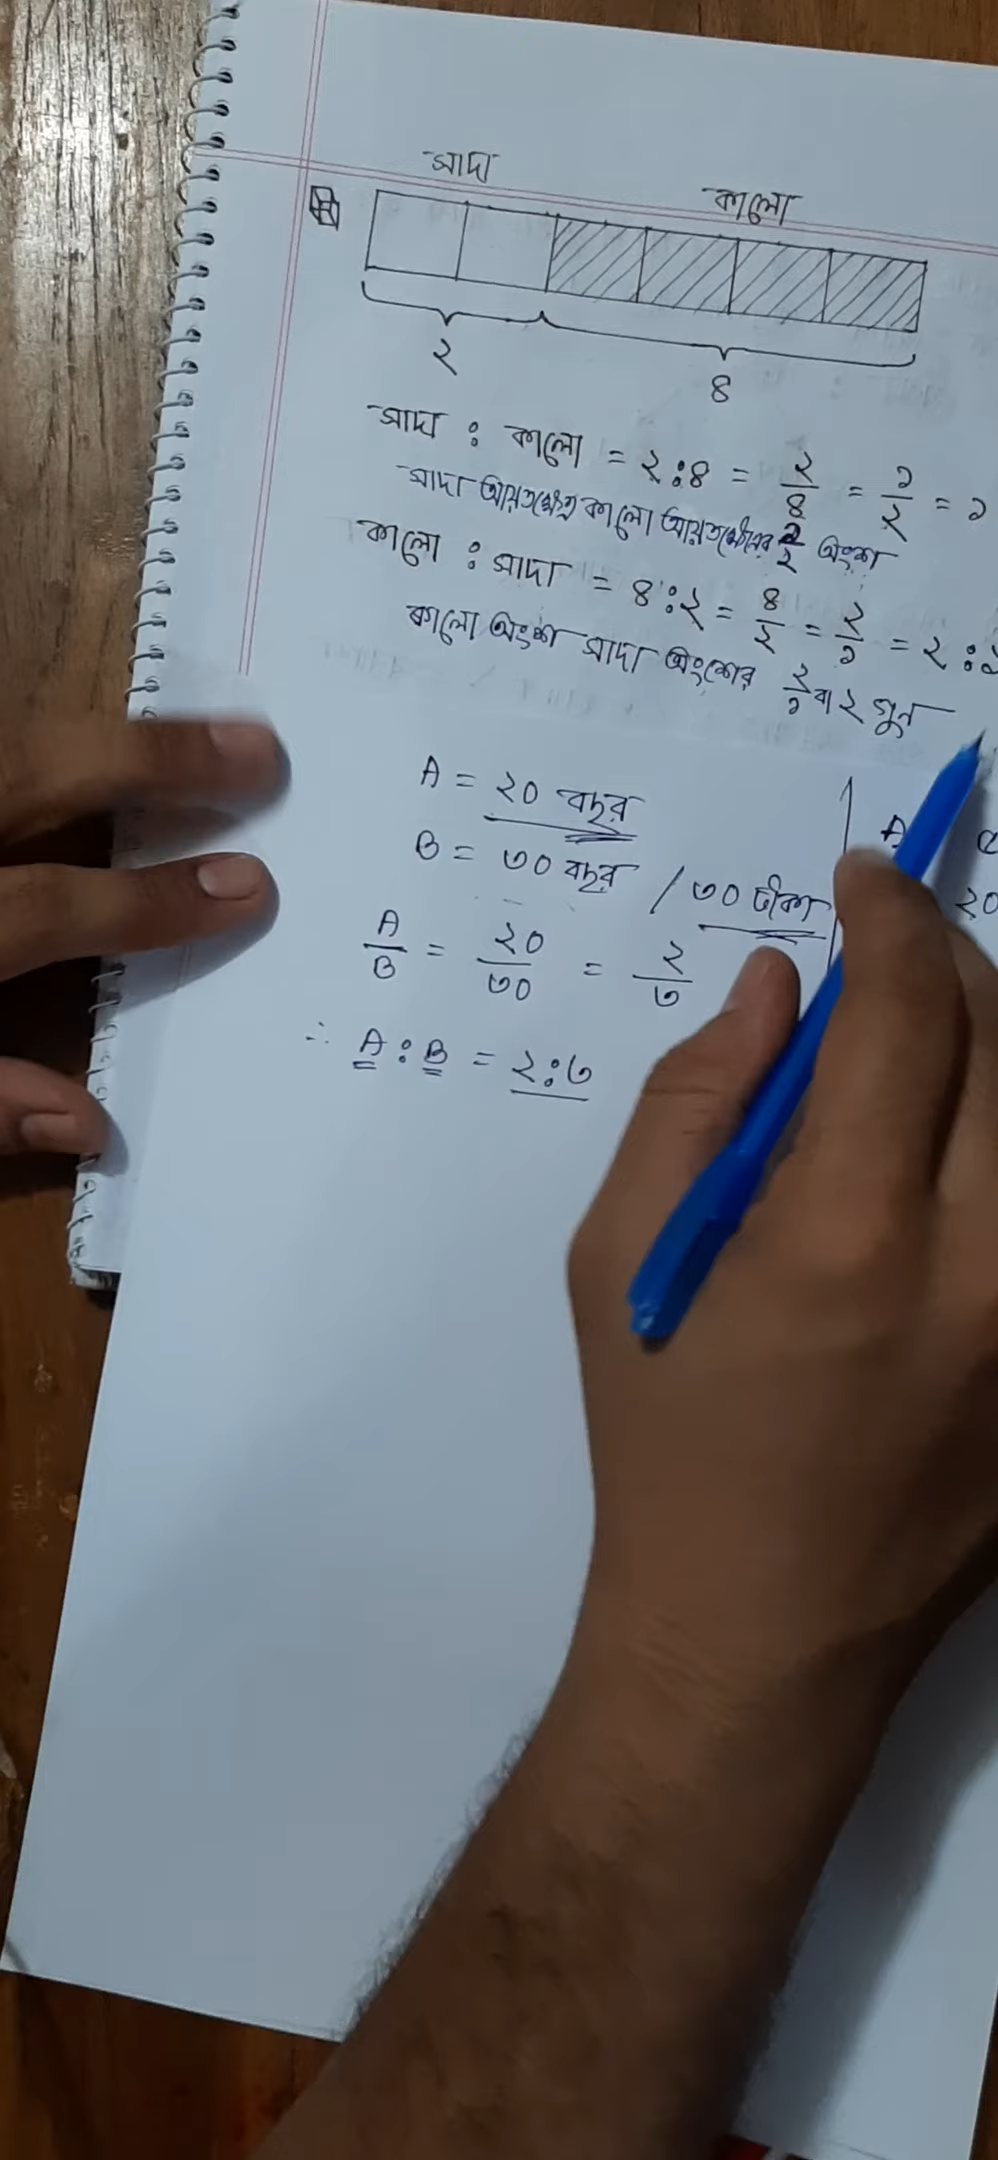 সাদা
কালো
২
৪
সাদা : কালো = ২:৪ = ২/৪ = ১/২ = ১
সাদা আয়তক্ষেত্র কালো আয়তক্ষেত্রের ১/২ অংশ
কালো : সাদা = ৪:২ = ৪/২ = ২/১ = ২ : ১
কালো অংশ সাদা অংশের ২/১ বা ২ গুন
A = ২০ বছর
B = ৩০ বছর / ৩০ টাকা
A/B = ২০/৩০ = ২/৩
∴ A : B = ২:৩
A
২০